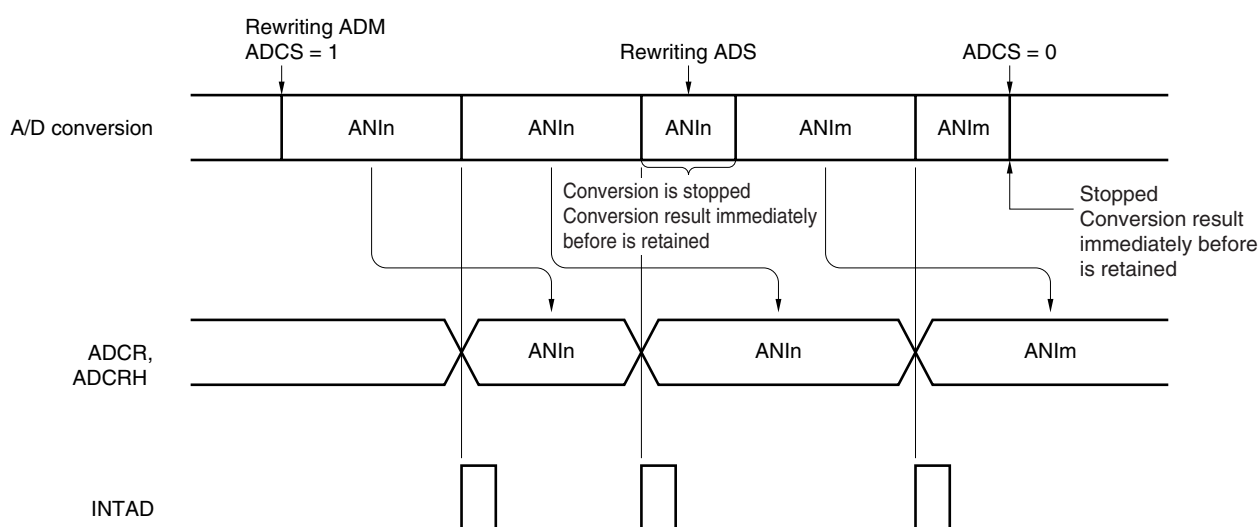 Rewriting ADM
ADCS = 1
Rewriting ADS
ADCS = 0
A/D conversion
ANIn
ANIn
ANIn
ANIm
ANIm
Conversion is stopped
Conversion result immediately
before is retained
Stopped
Conversion result
immediately before
is retained
ADCR,
ADCRH
ANIn
ANIn
ANIm
INTAD